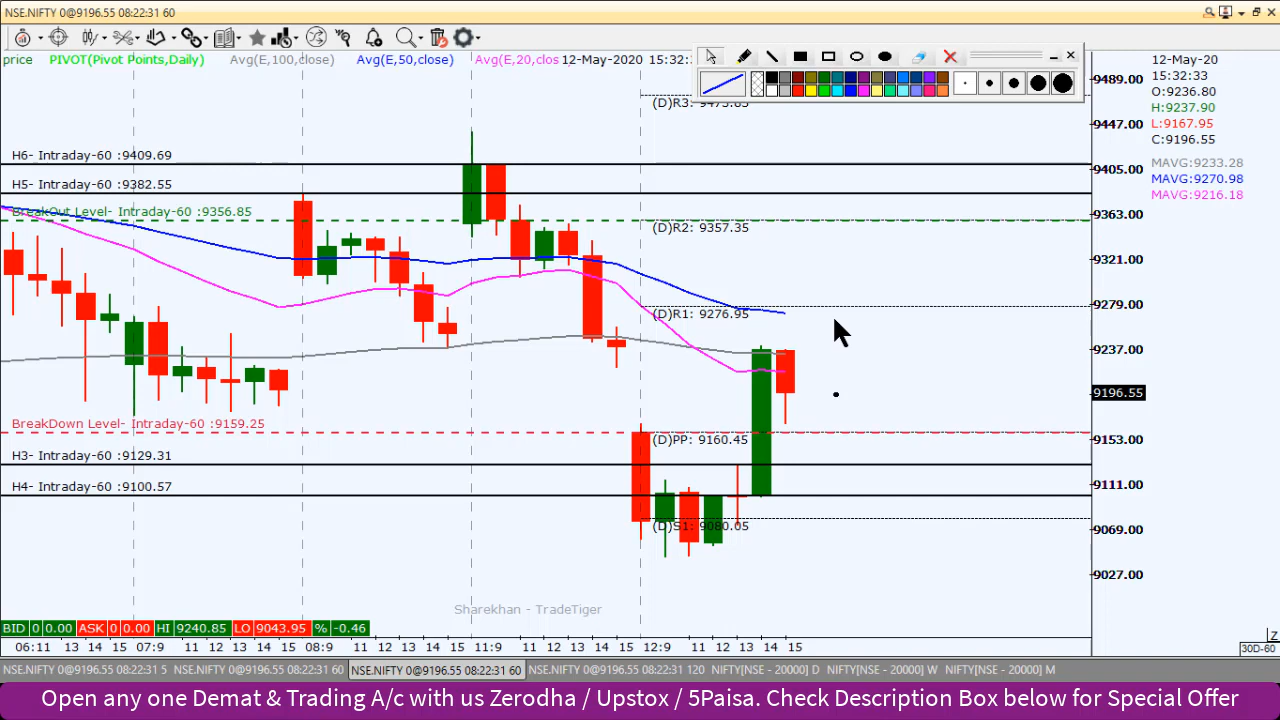 NSE.NIFTY 0@9196.55 08:22:31 60
price PIVOT(Pivot Points,Daily) Avg(E,100,close) Avg(E,50,close) Avg(E,20,clos 12-May-2020 15:32:
12-May-20
15:32:33
O:9236.80
H:9237.90
L:9167.95
C:9196.55
MAVG:9233.28
MAVG:9270.98
MAVG:9216.18
9489.00
9447.00
9405.00
9363.00
9321.00
9279.00
9237.00
9196.55
9153.00
9111.00
9069.00
9027.00
(D)R3: 9473.85
H6- Intraday-60 :9409.69
H5- Intraday-60 :9382.55
BreakOut Level- Intraday-60 :9356.85
(D)R2: 9357.35
(D)R1: 9276.95
BreakDown Level- Intraday-60 :9159.25
(D)PP: 9160.45
H3- Intraday-60 :9129.31
H4- Intraday-60 :9100.57
(D)S1: 9080.05
Sharekhan - TradeTiger
BID 0 0.00 ASK 0 0.00 HI 9240.85 LO 9043.95 % -0.46
Z
06:11 13 14 15 07:9 11 12 13 14 15 08:9 11 12 13 14 15 11:9 11 12 13 14 15 12:9 11 12 13 14 15
30D-60
NSE.NIFTY 0@9196.55 08:22:31 5 NSE.NIFTY 0@9196.55 08:22:31 60 NSE.NIFTY 0@9196.55 08:22:31 60 NSE.NIFTY 0@9196.55 08:22:31 120 NIFTY[NSE - 20000] D NIFTY[NSE - 20000] W NIFTY[NSE - 20000] M
Open any one Demat & Trading A/c with us Zerodha / Upstox / 5Paisa. Check Description Box below for Special Offer